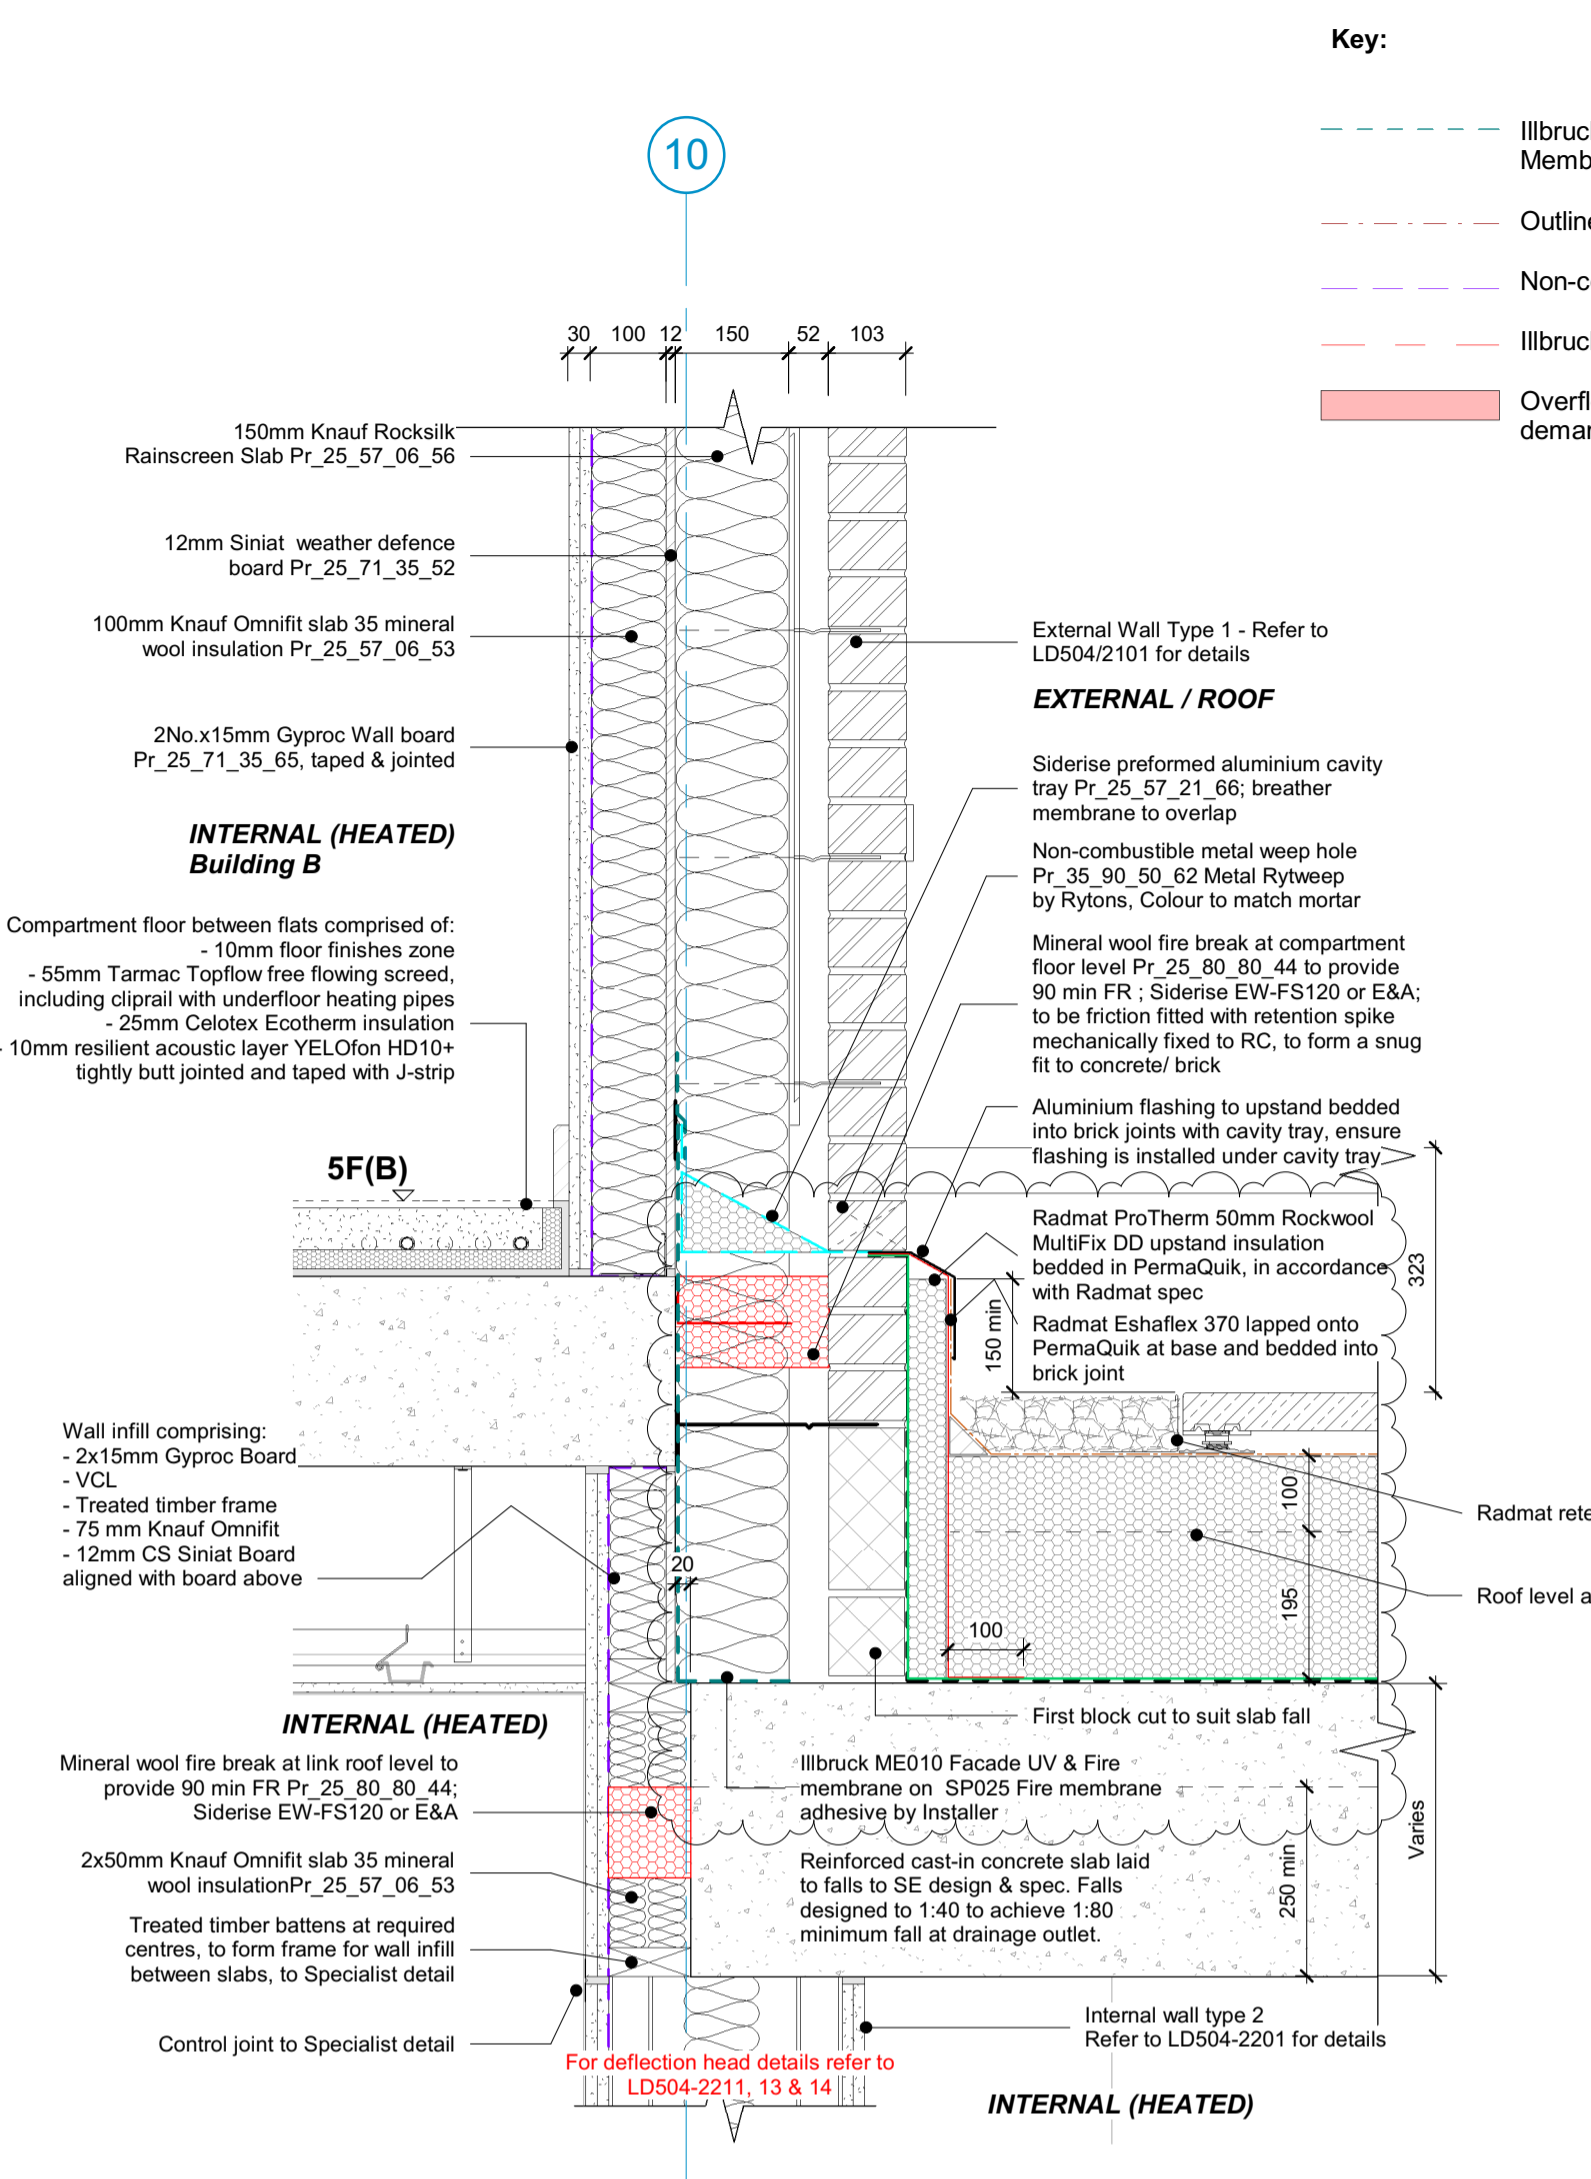 Key:
10
Memb
Outline
Non-c
Illbruc
Overfl
demar
30 100 12 150 52 103
150mm Knauf Rocksilk
Rainscreen Slab Pr_25_57_06_56
12mm Siniat weather defence
board Pr_25_71_35_52
100mm Knauf Omnifit slab 35 mineral
wool insulation Pr_25_57_06_53
2No.x15mm Gyproc Wall board
Pr_25_71_35_65, taped & jointed
INTERNAL (HEATED)
Building B
Compartment floor between flats comprised of:
- 10mm floor finishes zone
- 55mm Tarmac Topflow free flowing screed,
including cliprail with underfloor heating pipes
- 25mm Celotex Ecotherm insulation
- 10mm resilient acoustic layer YELOfon HD10+
tightly butt jointed and taped with J-strip
5F(B)
External Wall Type 1 - Refer to
LD504/2101 for details
EXTERNAL / ROOF
Siderise preformed aluminium cavity
tray Pr_25_57_21_66; breather
membrane to overlap
Non-combustible metal weep hole
Pr_35_90_50_62 Metal Rytweep
by Rytons, Colour to match mortar
Mineral wool fire break at compartment
floor level Pr_25_80_80_44 to provide
90 min FR ; Siderise EW-FS120 or E&A;
to be friction fitted with retention spike
mechanically fixed to RC, to form a snug
fit to concrete/ brick
Aluminium flashing to upstand bedded
into brick joints with cavity tray, ensure
flashing is installed under cavity tray
Radmat ProTherm 50mm Rockwool
MultiFix DD upstand insulation
bedded in PermaQuik, in accordance
with Radmat spec
Radmat Eshaflex 370 lapped onto
PermaQuik at base and bedded into
brick joint
323
150 min
Wall infill comprising:
- 2x15mm Gyproc Board
- VCL
- Treated timber frame
- 75 mm Knauf Omnifit
- 12mm CS Siniat Board
aligned with board above
20
100
100
195
Radmat rete
Roof level a
First block cut to suit slab fall
INTERNAL (HEATED)
Mineral wool fire break at link roof level to
provide 90 min FR Pr_25_80_80_44;
Siderise EW-FS120 or E&A
2x50mm Knauf Omnifit slab 35 mineral
wool insulationPr_25_57_06_53
Treated timber battens at required
centres, to form frame for wall infill
between slabs, to Specialist detail
Control joint to Specialist detail
Illbruck ME010 Facade UV & Fire
membrane on SP025 Fire membrane
adhesive by Installer
Reinforced cast-in concrete slab laid
to falls to SE design & spec. Falls
designed to 1:40 to achieve 1:80
minimum fall at drainage outlet.
250 min
Varies
Internal wall type 2
Refer to LD504-2201 for details
For deflection head details refer to
LD504-2211, 13 & 14
INTERNAL (HEATED)